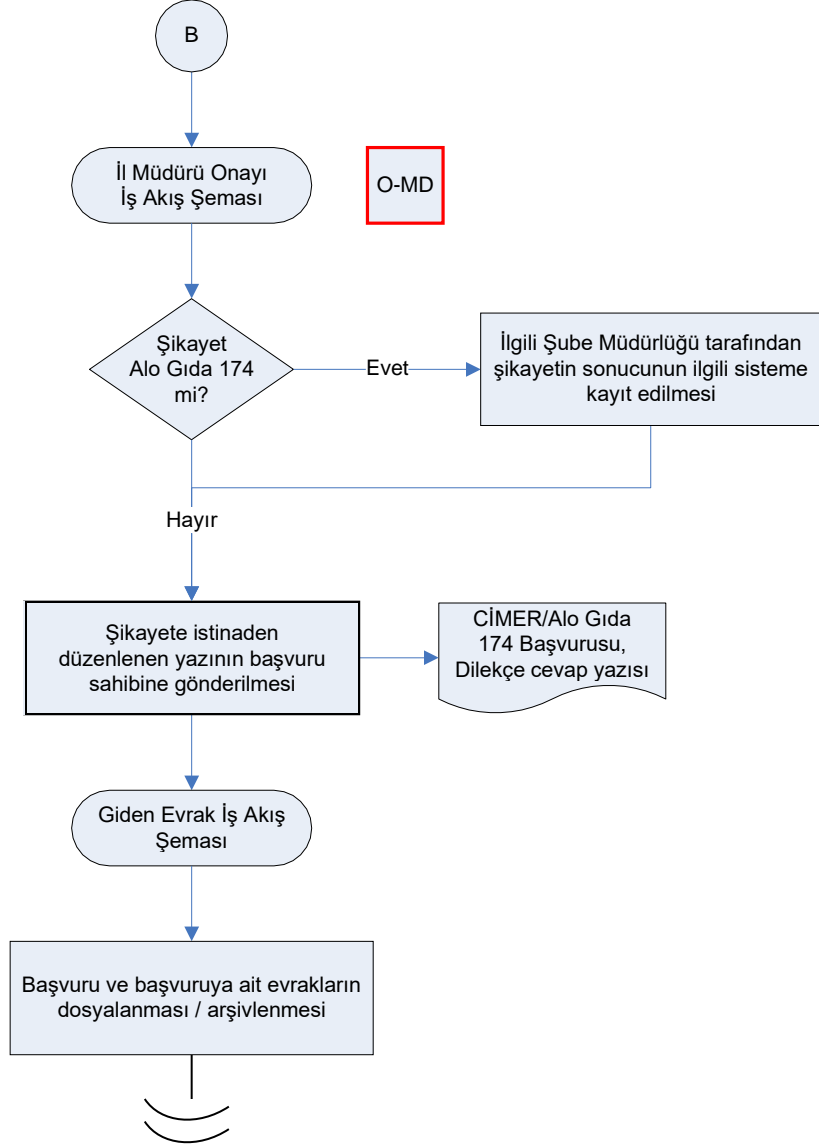 B
İl Müdürü Onayı
İş Akış Şeması
O-MD
Şikayet
Alo Gıda 174
mi?
Evet
İlgili Şube Müdürlüğü tarafından
şikayetin sonucunun ilgili sisteme
kayıt edilmesi
Hayır
Şikayete istinaden
düzenlenen yazının başvuru
sahibine gönderilmesi
CİMER/Alo Gıda
174 Başvurusu,
Dilekçe cevap yazısı
Giden Evrak İş Akış
Şeması
Başvuru ve başvuruya ait evrakların
dosyalanması / arşivlenmesi